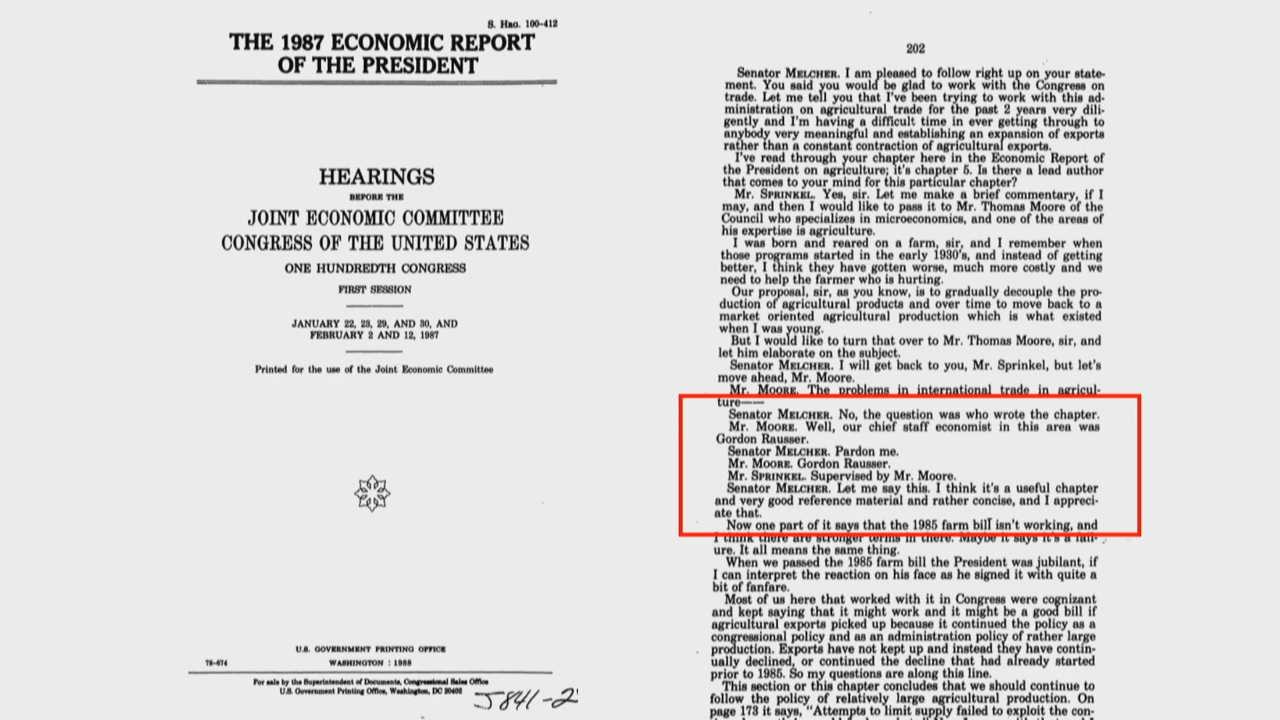 S. HRG. 100-412
THE 1987 ECONOMIC REPORT
OF THE PRESIDENT
HEARINGS
BEFORE THE
JOINT ECONOMIC COMMITTEE
CONGRESS OF THE UNITED STATES
ONE HUNDREDTH CONGRESS
FIRST SESSION
JANUARY 22, 23, 29, AND 30, AND
FEBRUARY 2 AND 12, 1987
Printed for the use of the Joint Economic Committee
U.S. GOVERNMENT PRINTING OFFICE
78-674 WASHINGTON : 1988
For sale by the Superintendent of Documents, Congressional Sales Office
U.S. Government Printing Office, Washington, DC 20402
5841-2
202
Senator MELCHER. I am pleased to follow right up on your state-
ment. You said you would be glad to work with the Congress on
trade. Let me tell you that I've been trying to work with this ad-
ministration on agricultural trade for the past 2 years very dili-
gently and I'm having a difficult time in ever getting through to
anybody very meaningful and establishing an expansion of exports
rather than a constant contraction of agricultural exports.
I've read through your chapter here in the Economic Report of
the President on agriculture; it's chapter 5. Is there a lead author
that comes to your mind for this particular chapter?
Mr. SPRINKEL. Yes, sir. Let me make a brief commentary, if I
may, and then I would like to pass it to Mr. Thomas Moore of the
Council who specializes in microeconomics, and one of the areas of
his expertise is agriculture.
I was born and reared on a farm, sir, and I remember when
those programs started in the early 1930's, and instead of getting
better, I think they have gotten worse, much more costly and we
need to help the farmer who is hurting.
Our proposal, sir, as you know, is to gradually decouple the pro-
duction of agricultural products and over time to move back to a
market oriented agricultural production which is what existed
when I was young.
But I would like to turn that over to Mr. Thomas Moore, sir, and
let him elaborate on the subject.
Senator MELCHER. I will get back to you, Mr. Sprinkel, but let's
move ahead, Mr. Moore.
Mr. MOORE. The problems in international trade in agricul-
ture——
Senator MELCHER. No, the question was who wrote the chapter.
Mr. MOORE. Well, our chief staff economist in this area was
Gordon Rausser.
Senator MELCHER. Pardon me.
Mr. MOORE. Gordon Rausser.
Mr. SPRINKEL. Supervised by Mr. Moore.
Senator MELCHER. Let me say this. I think it's a useful chapter
and very good reference material and rather concise, and I appreci-
ate that.
Now one part of it says that the 1985 farm bill isn't working, and
I think there are stronger terms in there. Maybe it says it's a fail-
ure. It all means the same thing.
When we passed the 1985 farm bill the President was jubilant, if
I can interpret the reaction on his face as he signed it with quite a
bit of fanfare.
Most of us here that worked with it in Congress were cognizant
and kept saying that it might work and it might be a good bill if
agricultural exports picked up because it continued the policy as a
congressional policy and as an administration policy of rather large
production. Exports have not kept up and instead they have contin-
ually declined, or continued the decline that had already started
prior to 1985. So my questions are along this line.
This section or this chapter concludes that we should continue to
follow the policy of relatively large agricultural production. On
page 173 it says, "Attempts to limit supply failed to exploit the con-